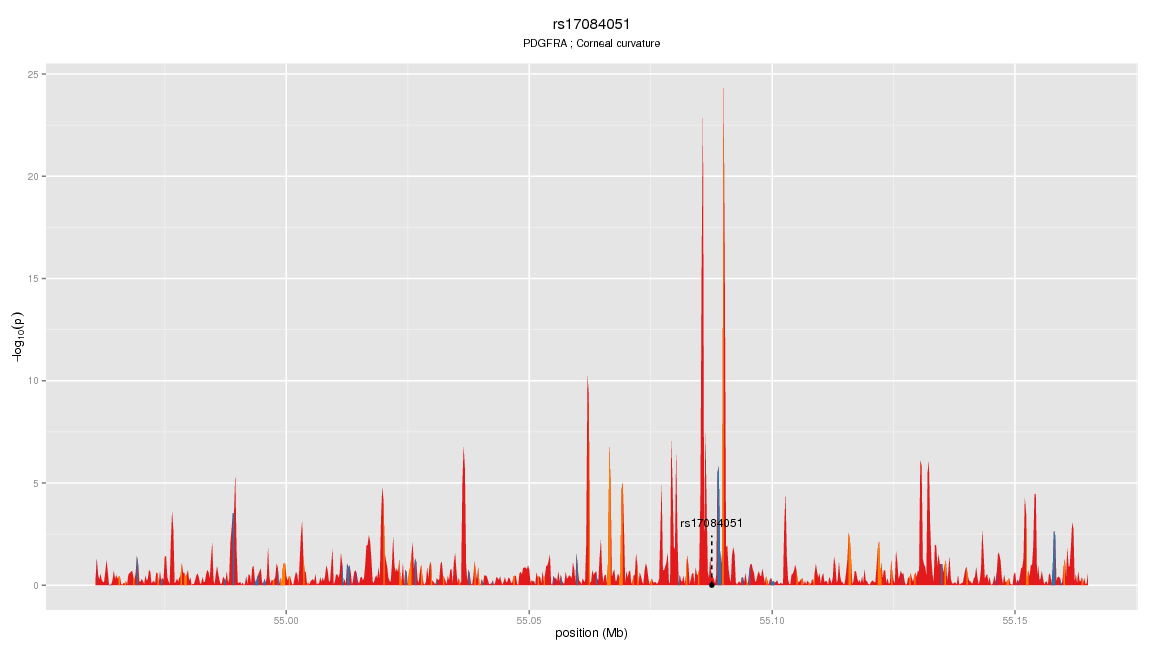 rs17084051
PDGFRA ; Corneal curvature
25
20
15
10
5
0
−log10(p)
rs17084051
55.00
55.05
55.10
55.15
position (Mb)